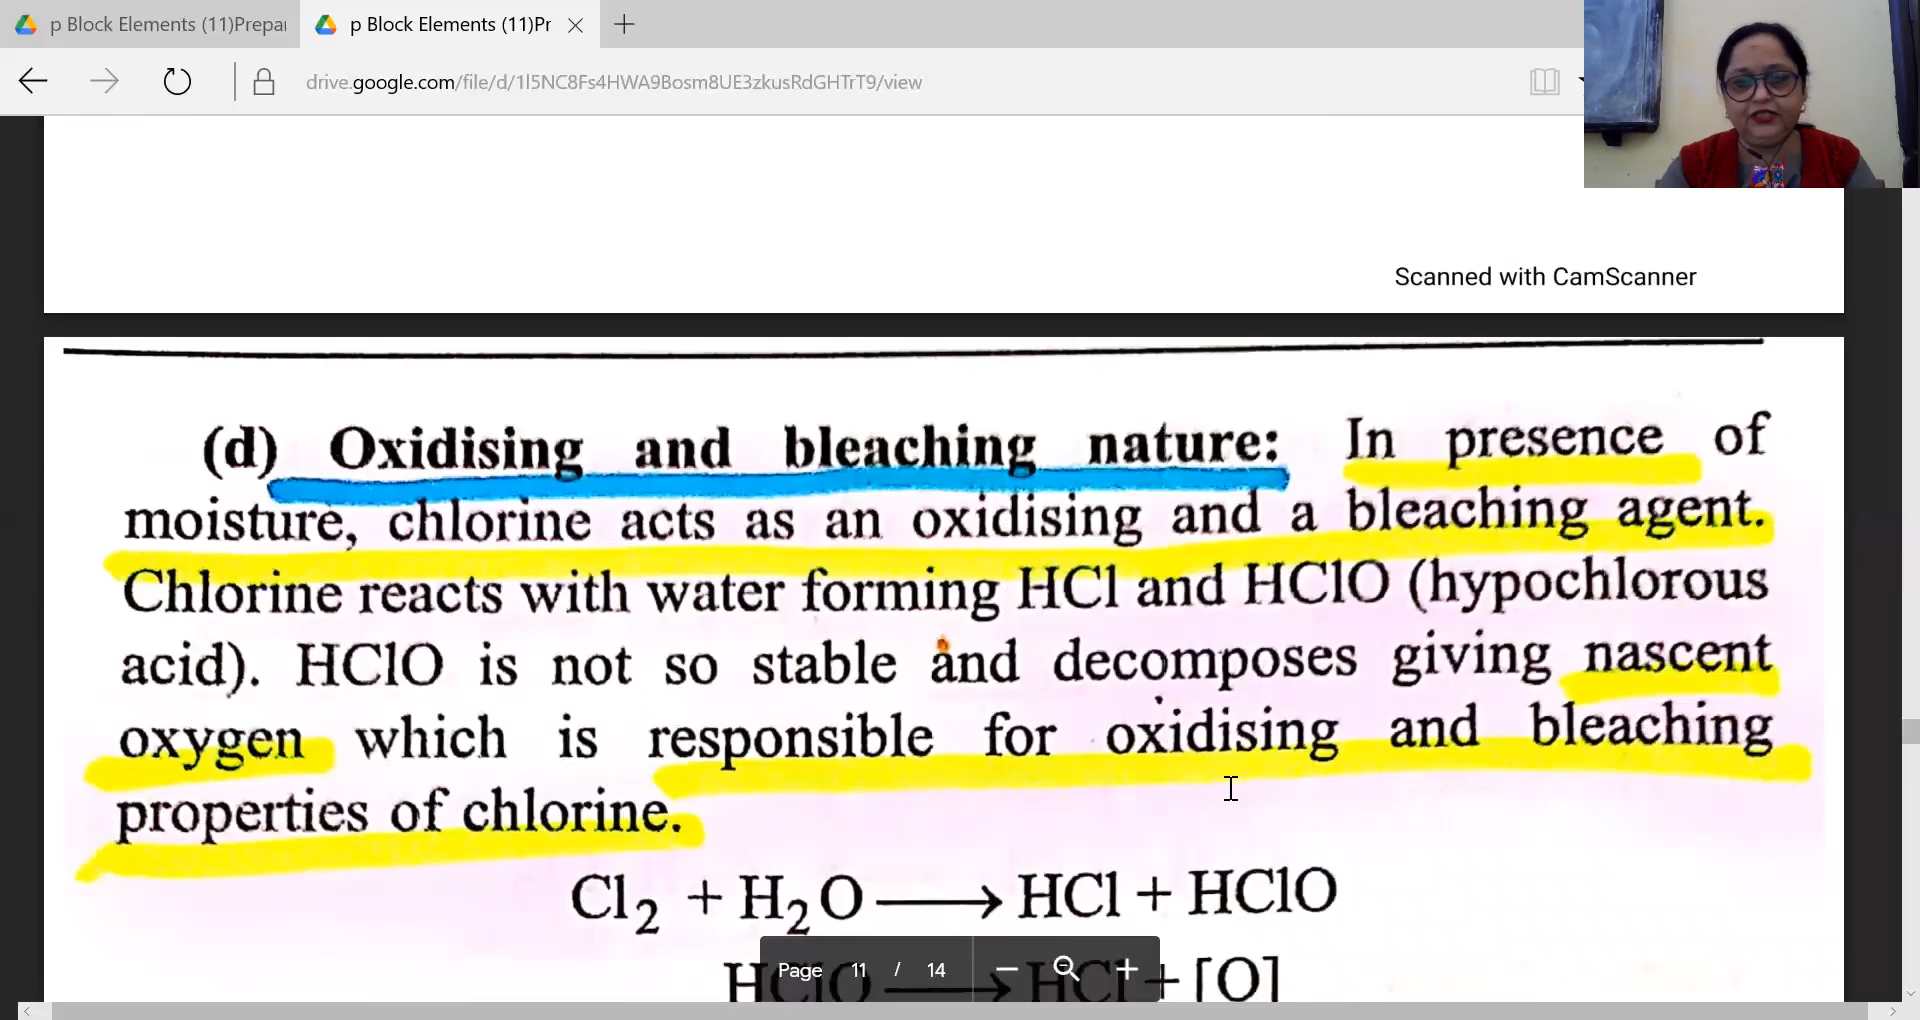 p Block Elements (11)Prepar
p Block Elements (11)Pr
drive.google.com/file/d/1l5NC8Fs4HWA9Bosm8UE3zkusRdGHTrT9/view
Scanned with CamScanner
(d) Oxidising and bleaching nature: In presence of
moisture, chlorine acts as an oxidising and a bleaching agent.
Chlorine reacts with water forming HCl and HClO (hypochlorous
acid). HClO is not so stable and decomposes giving nascent
oxygen which is responsible for oxidising and bleaching
properties of chlorine.
Cl₂ + H₂O ⟶ HCl + HClO
HClO ⟶ HCl + [O]
Page 11 / 14